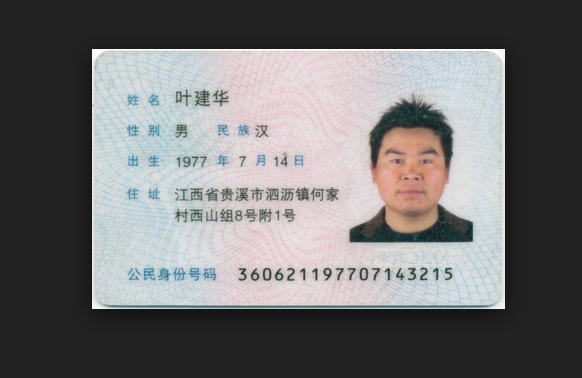 姓名 叶建华
性别 男 民族 汉
出生 1977 年 7 月 14 日
住址 江西省贵溪市泗沥镇何家
村西山组8号附1号
公民身份号码 360621197707143215